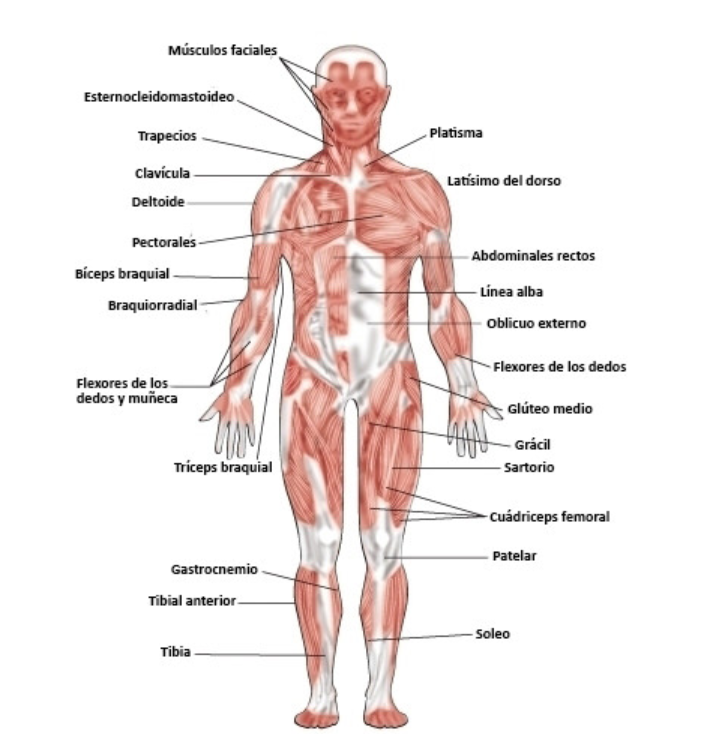 Músculos faciales
Esternocleidomastoideo
Trapecios
Platisma
Clavícula
Latísimo del dorso
Deltoide
Pectorales
Abdominales rectos
Bíceps braquial
Línea alba
Braquiorradial
Oblicuo externo
Flexores de los dedos
Flexores de los
dedos y muñeca
Glúteo medio
Grácil
Tríceps braquial
Sartorio
Cuádriceps femoral
Patelar
Gastrocnemio
Tibial anterior
Soleo
Tibia